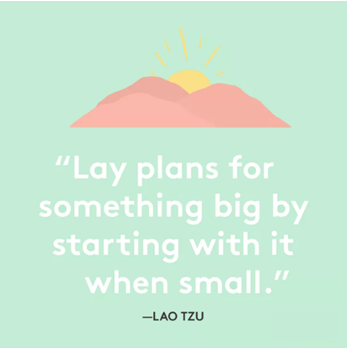 “Lay plans for
something big by
starting with it
when small.”
—LAO TZU